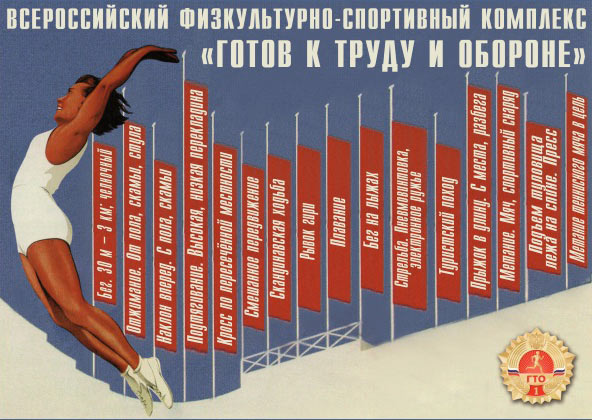 ВСЕРОССИЙСКИЙ ФИЗКУЛЬТУРНО-СПОРТИВНЫЙ КОМПЛЕКС
«ГОТОВ К ТРУДУ И ОБОРОНЕ»
Бег. 30 м – 3 км; челночный
Отжимание. От пола, скамьи, стула
Наклон вперед. С пола, скамьи
Подтягивание. Высокая, низкая перекладина
Кросс по пересечённой местности
Смешанное передвижение
Скандинавская ходьба
Рывок гири
Плавание
Бег на лыжах
Стрельба. Пневмовинтовка,
электронное ружье
Туристский поход
Прыжок в длину. С места, разбега
Метание. Мяч, спортивный снаряд
Подъем туловища
лежа на спине. Пресс
Метание теннисного мяча в цель
ГТО
1